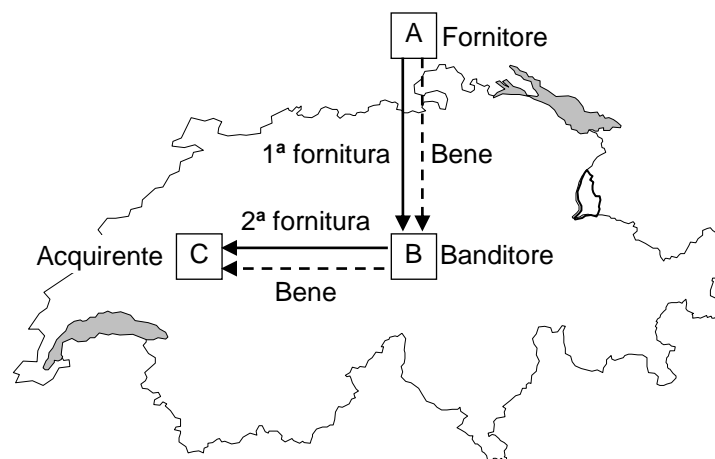 A Fornitore
1ª fornitura Bene
2ª fornitura
Acquirente C B Banditore
Bene